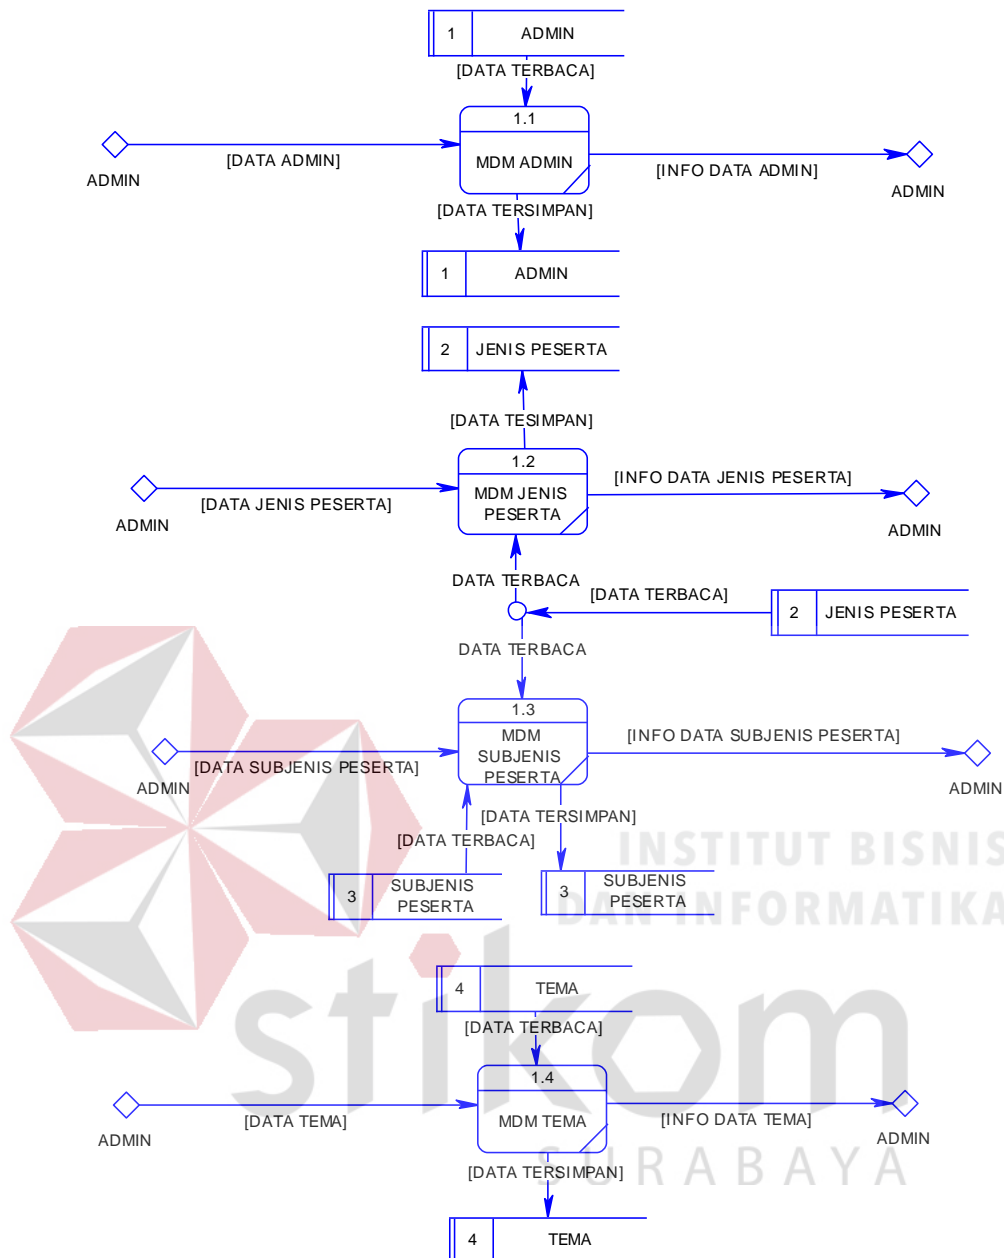 1 ADMIN
[DATA TERBACA]
1.1
MDM ADMIN
ADMIN
[DATA ADMIN]
[INFO DATA ADMIN]
ADMIN
[DATA TERSIMPAN]
1 ADMIN
2 JENIS PESERTA
[DATA TESIMPAN]
1.2
MDM JENIS
PESERTA
ADMIN
[DATA JENIS PESERTA]
[INFO DATA JENIS PESERTA]
ADMIN
DATA TERBACA
[DATA TERBACA]
2 JENIS PESERTA
DATA TERBACA
1.3
MDM
SUBJENIS
PESERTA
ADMIN
[DATA SUBJENIS PESERTA]
[INFO DATA SUBJENIS PESERTA]
ADMIN
[DATA TERSIMPAN]
[DATA TERBACA]
3 SUBJENIS
PESERTA
3 SUBJENIS
PESERTA
INSTITUT BISNIS
DAN INFORMATIKA
stikom
SURABAYA
4 TEMA
[DATA TERBACA]
1.4
MDM TEMA
ADMIN
[DATA TEMA]
[INFO DATA TEMA]
ADMIN
[DATA TERSIMPAN]
4 TEMA